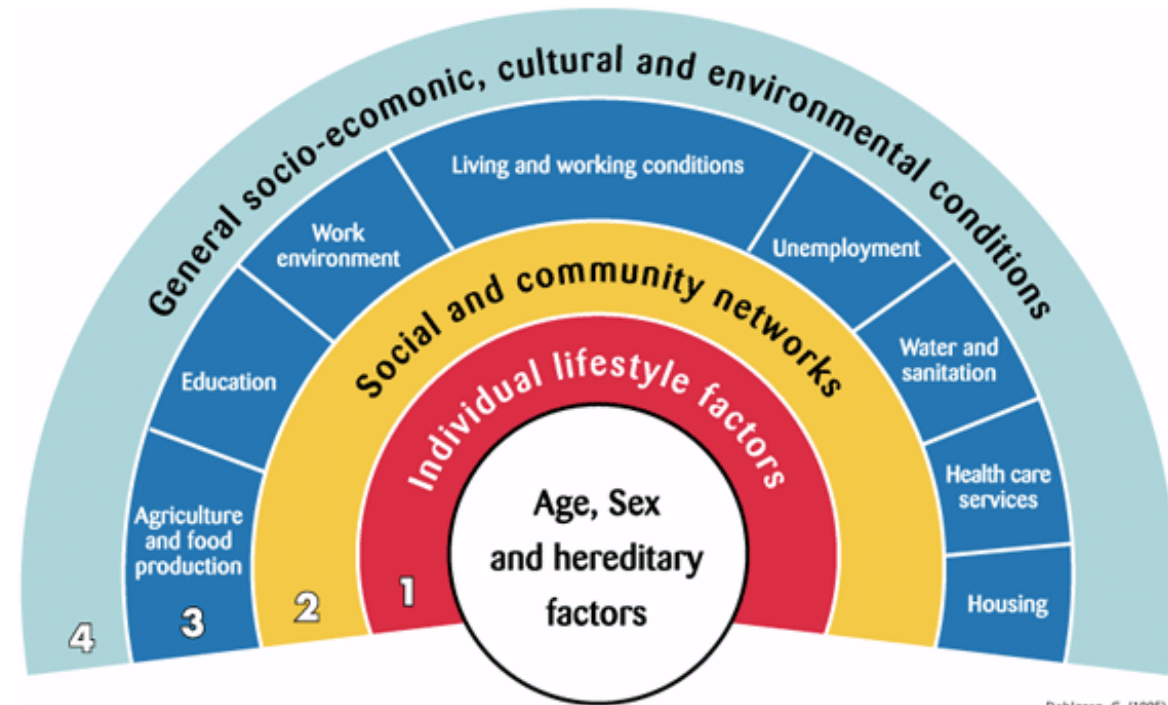 General socio-ecomonic, cultural and environmental conditions
Living and working conditions
Work
environment
Unemployment
Education
Water and
sanitation
Agriculture
and food
production
Health care
services
Housing
Social and community networks
Individual lifestyle factors
Age, Sex
and hereditary
factors
1
2
3
4